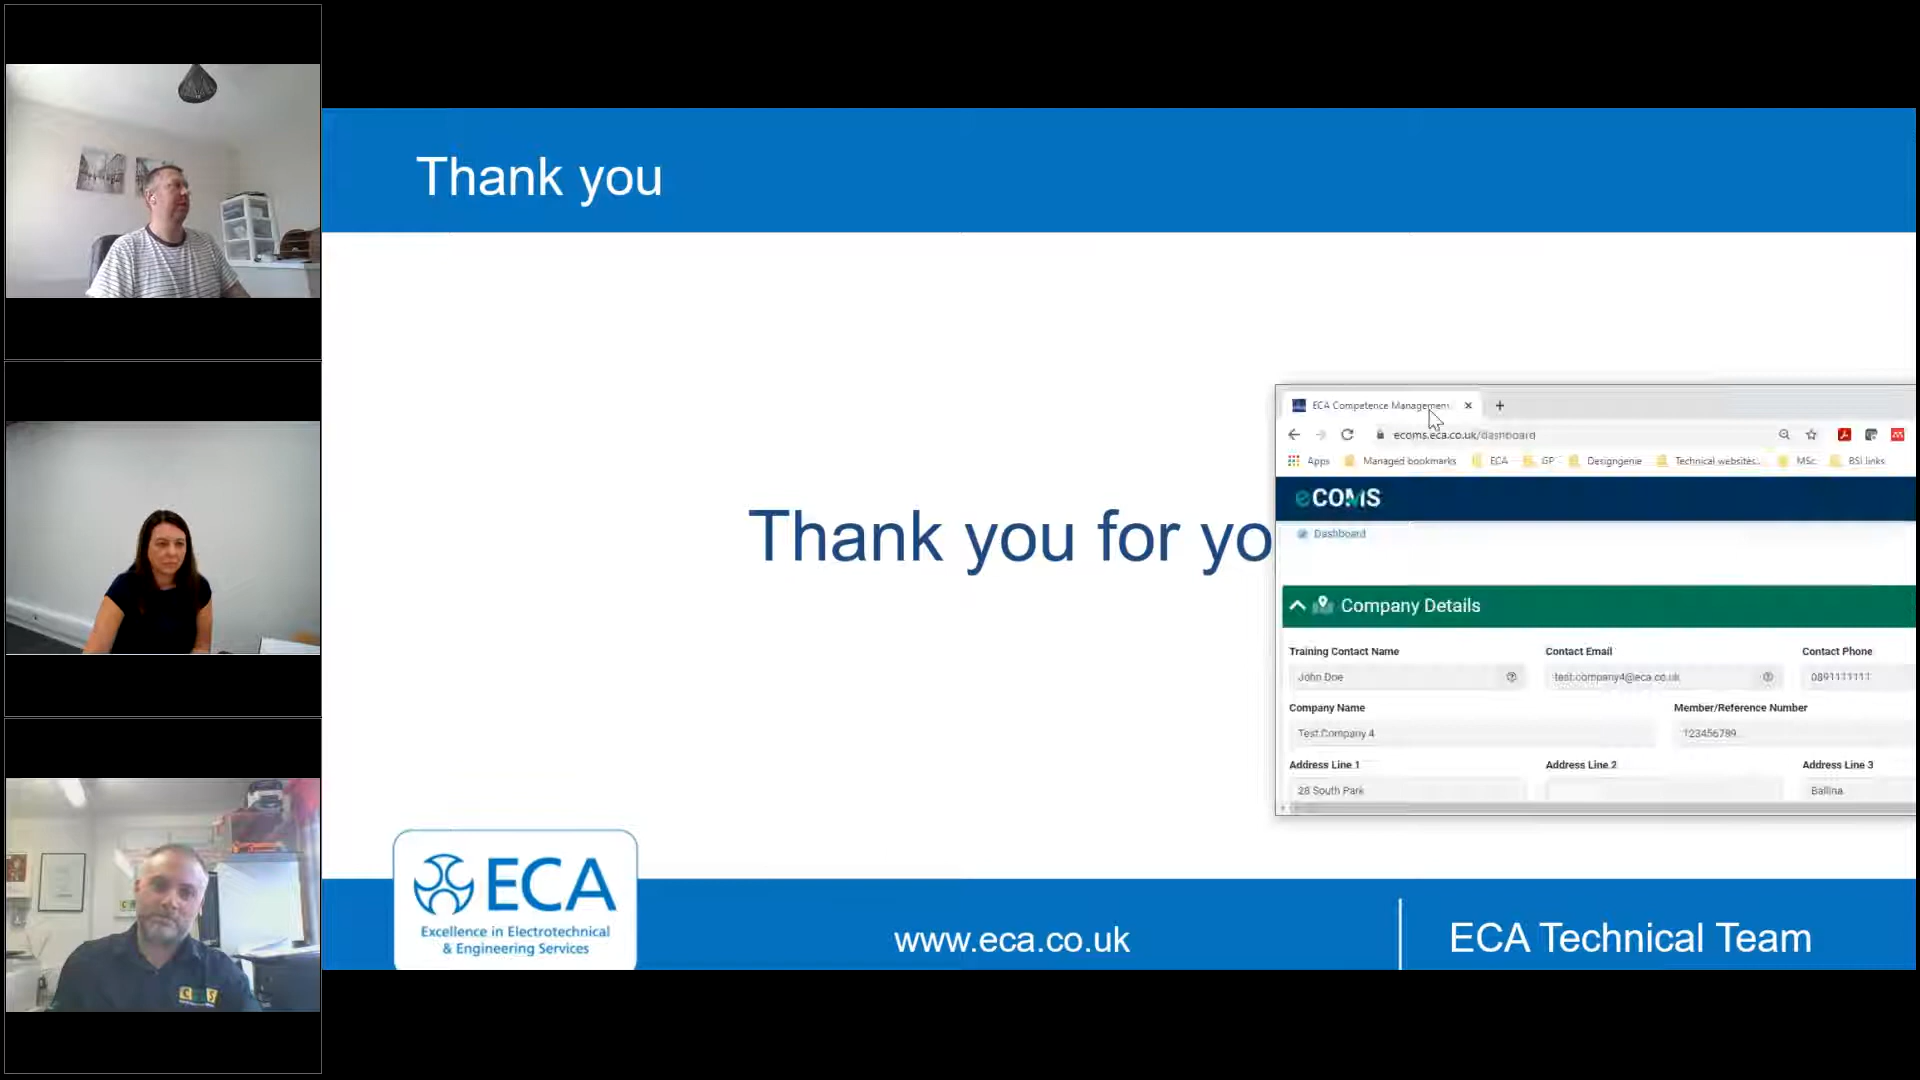 Thank you
Thank you for yo
ECA Competence Management
ecoms.eca.co.uk/dashboard
Apps Managed bookmarks ECA GP Designgenie Technical websites... MSc BSI links
eCOMS
Dashboard
Company Details
Training Contact Name Contact Email Contact Phone
John Doe test.company4@eca.co.uk 0891111111
Company Name Member/Reference Number
Test Company 4 123456789
Address Line 1 Address Line 2 Address Line 3
28 South Park Ballina
ECA
Excellence in Electrotechnical
& Engineering Services
www.eca.co.uk
ECA Technical Team